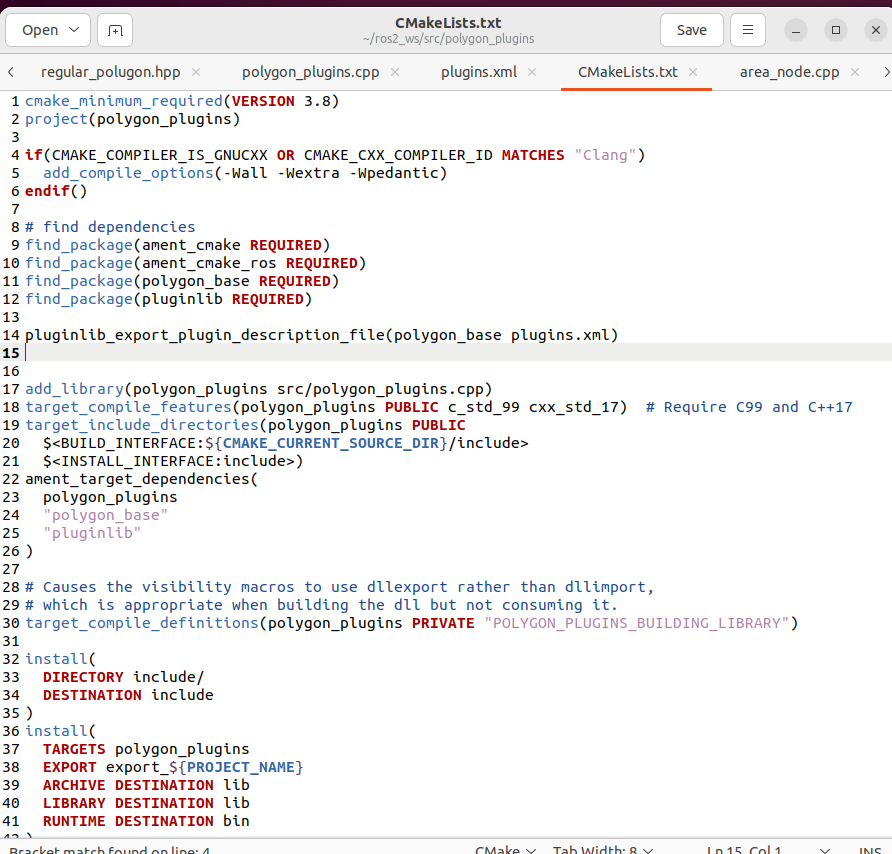 Open
CMakeLists.txt
~/ros2_ws/src/polygon_plugins
Save
regular_polugon.hpp
polygon_plugins.cpp
plugins.xml
CMakeLists.txt
area_node.cpp
1 cmake_minimum_required(VERSION 3.8)
2 project(polygon_plugins)
3
4 if(CMAKE_COMPILER_IS_GNUCXX OR CMAKE_CXX_COMPILER_ID MATCHES "Clang")
5   add_compile_options(-Wall -Wextra -Wpedantic)
6 endif()
7
8 # find dependencies
9 find_package(ament_cmake REQUIRED)
10 find_package(ament_cmake_ros REQUIRED)
11 find_package(polygon_base REQUIRED)
12 find_package(pluginlib REQUIRED)
13
14 pluginlib_export_plugin_description_file(polygon_base plugins.xml)
15
16
17 add_library(polygon_plugins src/polygon_plugins.cpp)
18 target_compile_features(polygon_plugins PUBLIC c_std_99 cxx_std_17)  # Require C99 and C++17
19 target_include_directories(polygon_plugins PUBLIC
20   $<BUILD_INTERFACE:${CMAKE_CURRENT_SOURCE_DIR}/include>
21   $<INSTALL_INTERFACE:include>)
22 ament_target_dependencies(
23   polygon_plugins
24   "polygon_base"
25   "pluginlib"
26 )
27
28 # Causes the visibility macros to use dllexport rather than dllimport,
29 # which is appropriate when building the dll but not consuming it.
30 target_compile_definitions(polygon_plugins PRIVATE "POLYGON_PLUGINS_BUILDING_LIBRARY")
31
32 install(
33   DIRECTORY include/
34   DESTINATION include
35 )
36 install(
37   TARGETS polygon_plugins
38   EXPORT export_${PROJECT_NAME}
39   ARCHIVE DESTINATION lib
40   LIBRARY DESTINATION lib
41   RUNTIME DESTINATION bin
42 )
Bracket match found on line: 4
CMake
Tab Width: 8
Ln 15, Col 1
INS